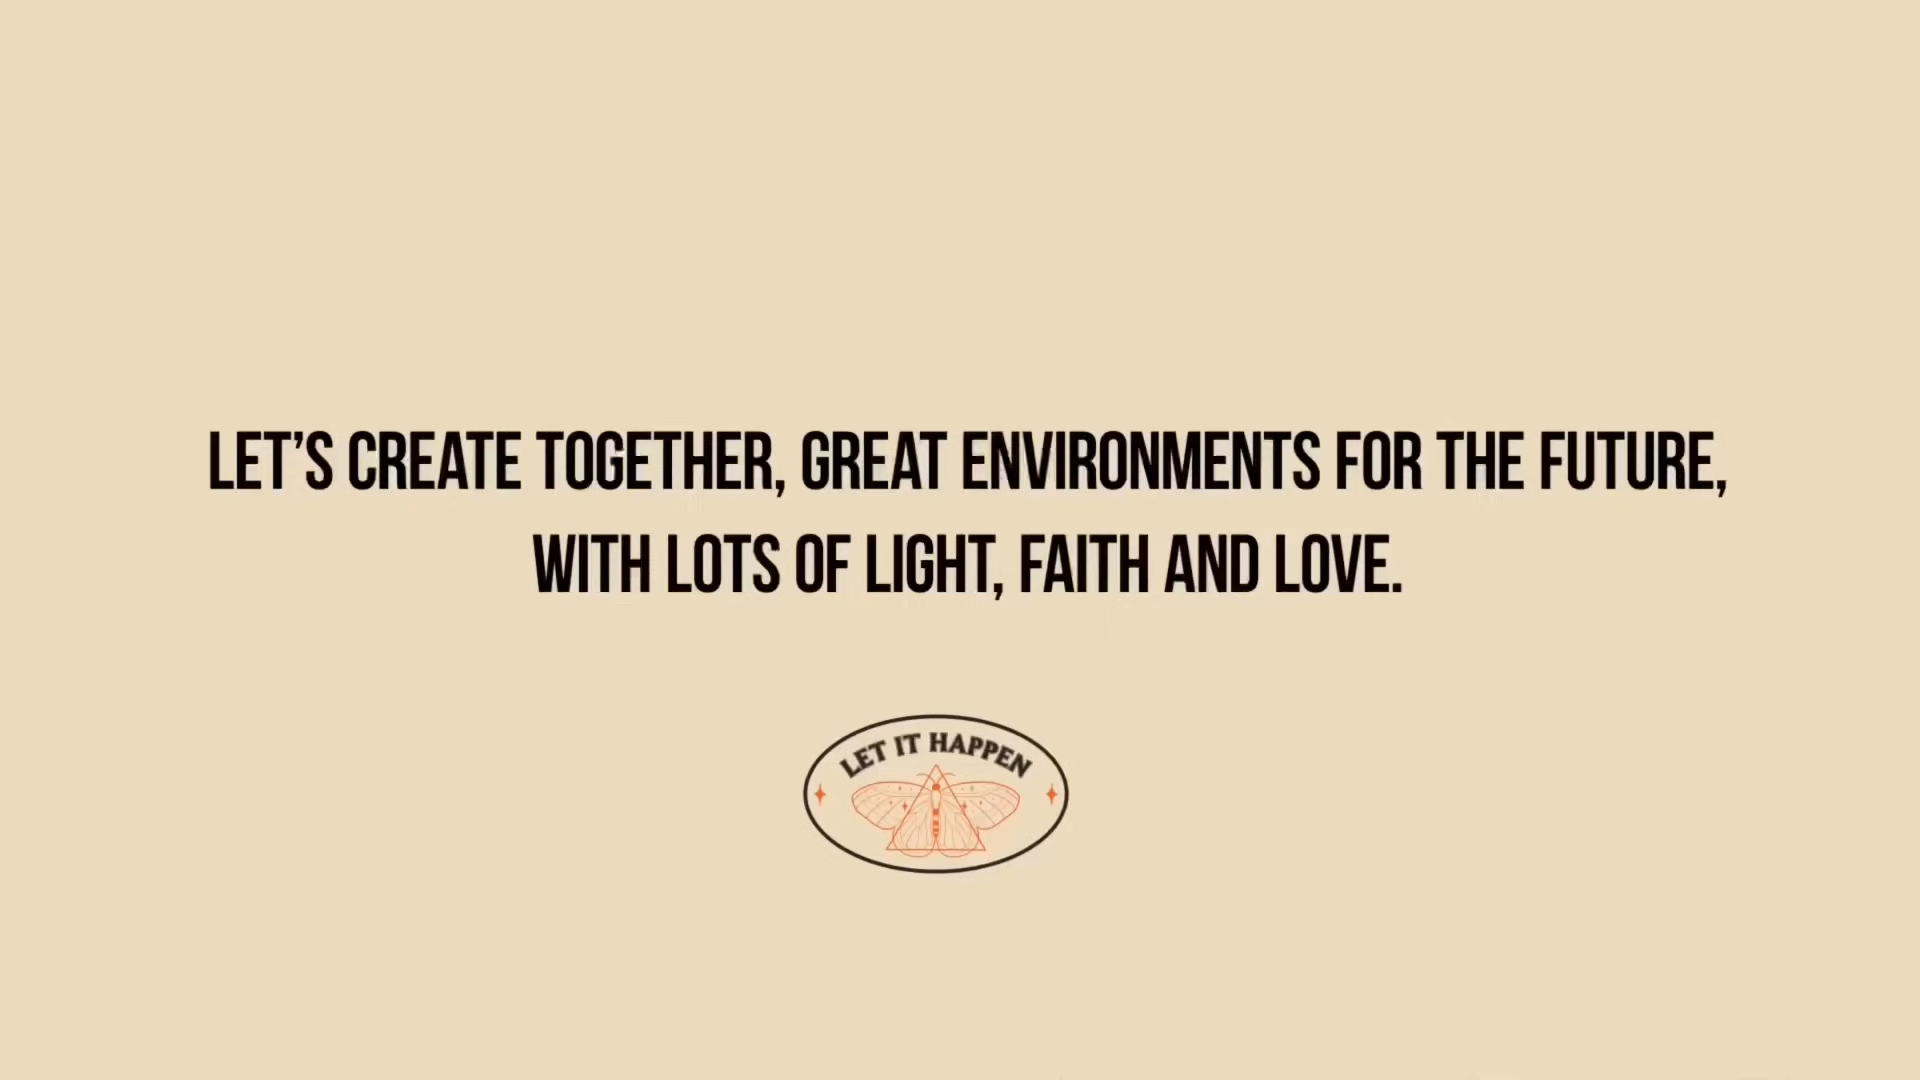 LET’S CREATE TOGETHER, GREAT ENVIRONMENTS FOR THE FUTURE,
WITH LOTS OF LIGHT, FAITH AND LOVE.
LET IT HAPPEN